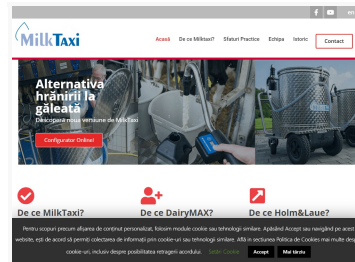 en
MilkTaxi
Acasă De ce Milktaxi? Sfaturi Practice Echipa Istoric Contact
Alternativa
hrănirii la
găleată
Descoperă noua versiune de MilkTaxi
Configurator Online!
De ce MilkTaxi? De ce DairyMAX? De ce Holm&Laue?
Pentru scopuri precum afișarea de conținut personalizat, folosim module cookie sau tehnologii similare. Apăsând Accept sau navigând pe acest
website, ești de acord să permiți colectarea de informații prin cookie-uri sau tehnologii similare. Află in sectiunea Politica de Cookies mai multe despre
cookie-uri, inclusiv despre posibilitatea retragerii acordului. Setări Cookie Accept Mai târziu